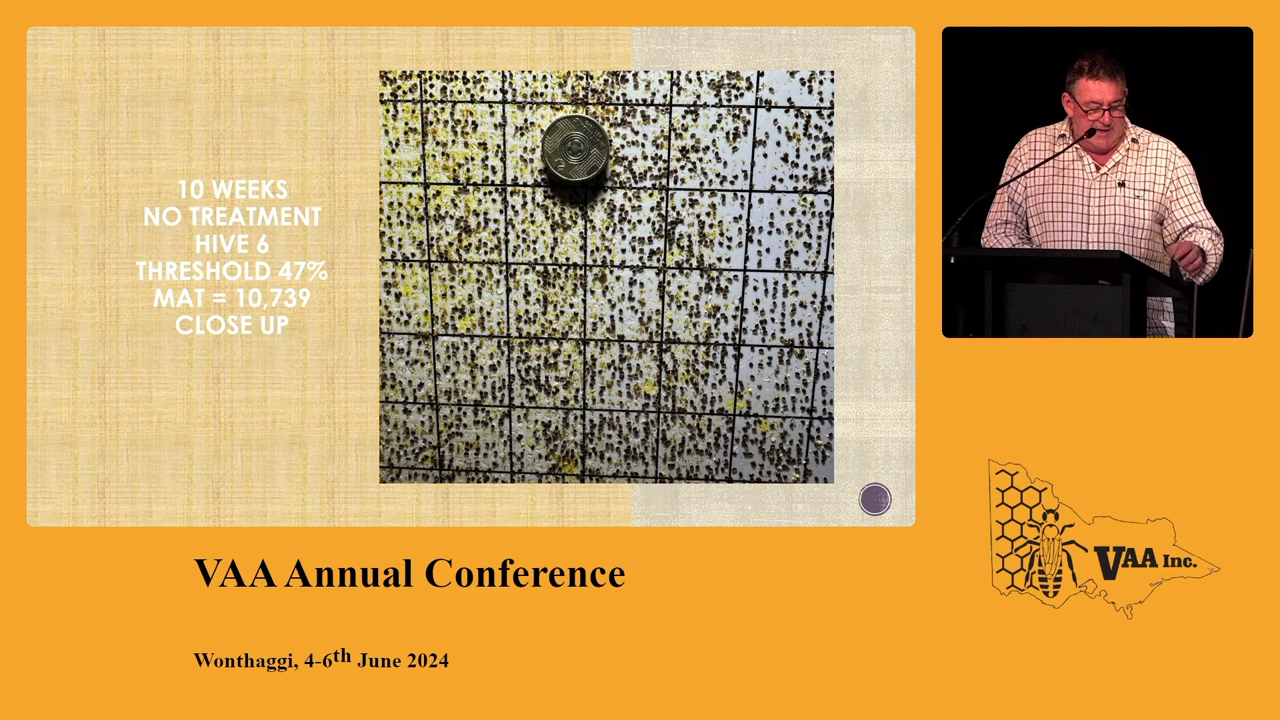 10 WEEKS
NO TREATMENT
HIVE 6
THRESHOLD 47%
MAT = 10,739
CLOSE UP
VAA Annual Conference
Wonthaggi, 4-6th June 2024
VAA Inc.